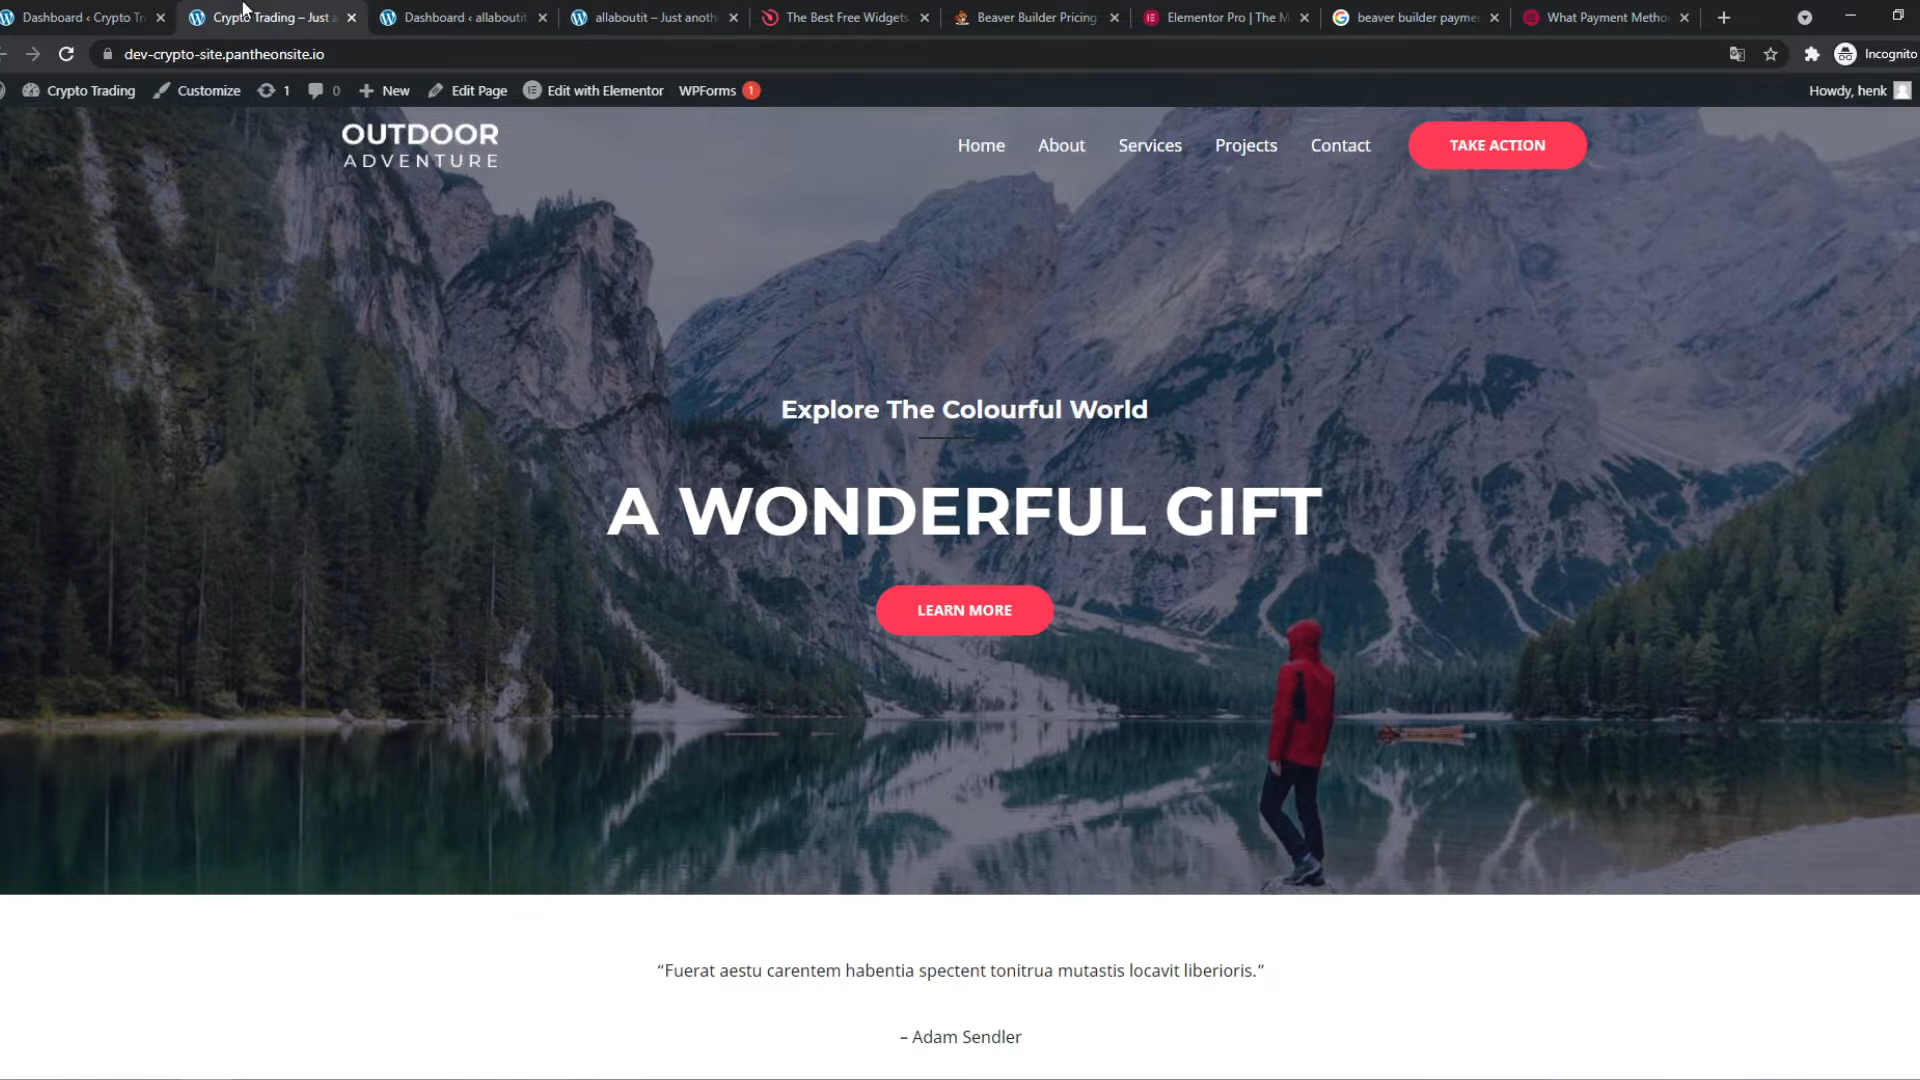 Dashboard ‹ Crypto Tr
Crypto Trading – Just a
Dashboard ‹ allaboutit
allaboutit – Just anoth
The Best Free Widgets
Beaver Builder Pricing
Elementor Pro | The M
beaver builder payme
What Payment Metho
dev-crypto-site.pantheonsite.io
Incognito
Crypto Trading
Customize
1
0
New
Edit Page
Edit with Elementor
WPForms 1
Howdy, henk
OUTDOOR
ADVENTURE
Home
About
Services
Projects
Contact
TAKE ACTION
Explore The Colourful World
A WONDERFUL GIFT
LEARN MORE
“Fuerat aestu carentem habentia spectent tonitrua mutastis locavit liberioris.”
– Adam Sendler